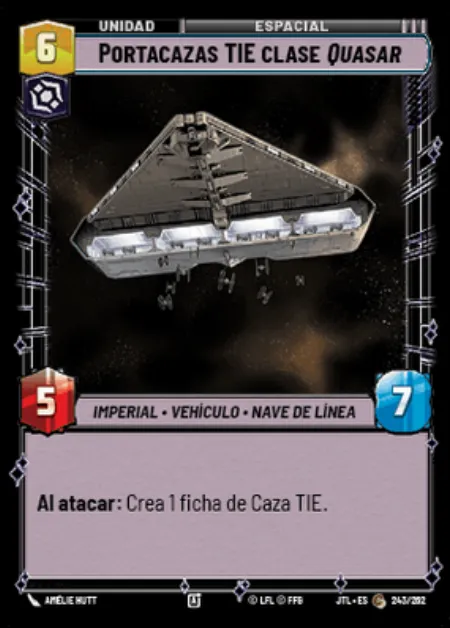 UNIDAD
ESPACIAL
6
PORTACAZAS TIE CLASE QUASAR
5
IMPERIAL • VEHÍCULO • NAVE DE LÍNEA
7
Al atacar: Crea 1 ficha de Caza TIE.
AMÉLIE HUTT
A
© LFL © FFG
JTL • ES
243/262